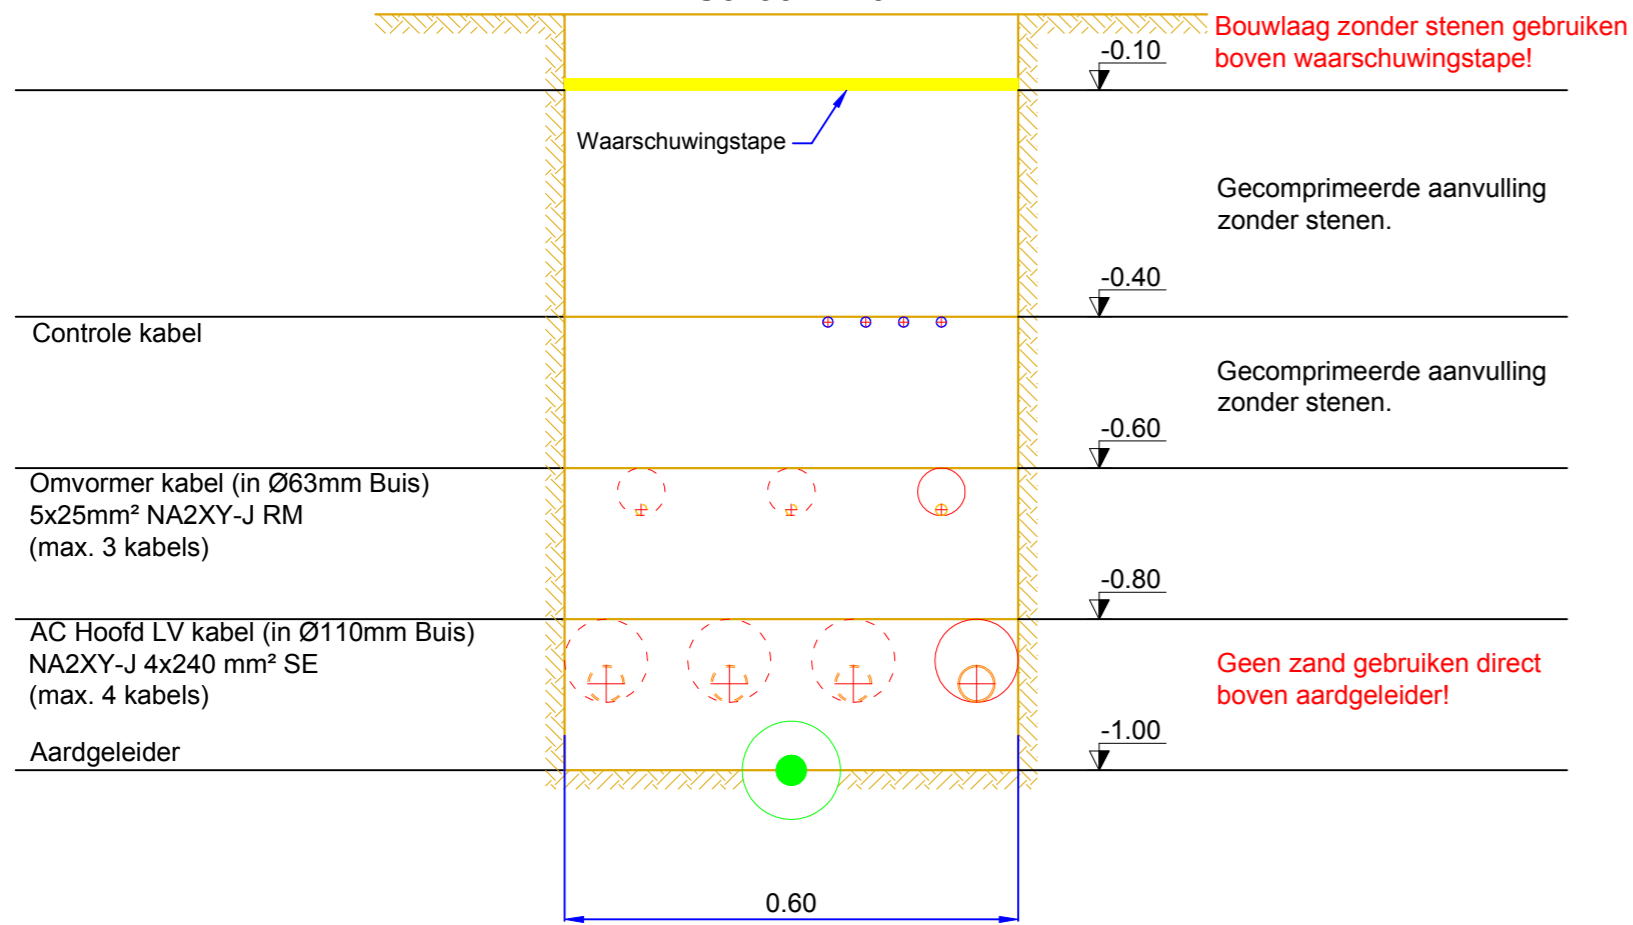 Bouwlaag zonder stenen gebruiken
boven waarschuwingstape!
-0.10
Waarschuwingstape
Gecomprimeerde aanvulling
zonder stenen.
-0.40
Controle kabel
Gecomprimeerde aanvulling
zonder stenen.
-0.60
Omvormer kabel (in Ø63mm Buis)
5x25mm² NA2XY-J RM
(max. 3 kabels)
-0.80
AC Hoofd LV kabel (in Ø110mm Buis)
NA2XY-J 4x240 mm² SE
(max. 4 kabels)
Geen zand gebruiken direct
boven aardgeleider!
-1.00
Aardgeleider
0.60